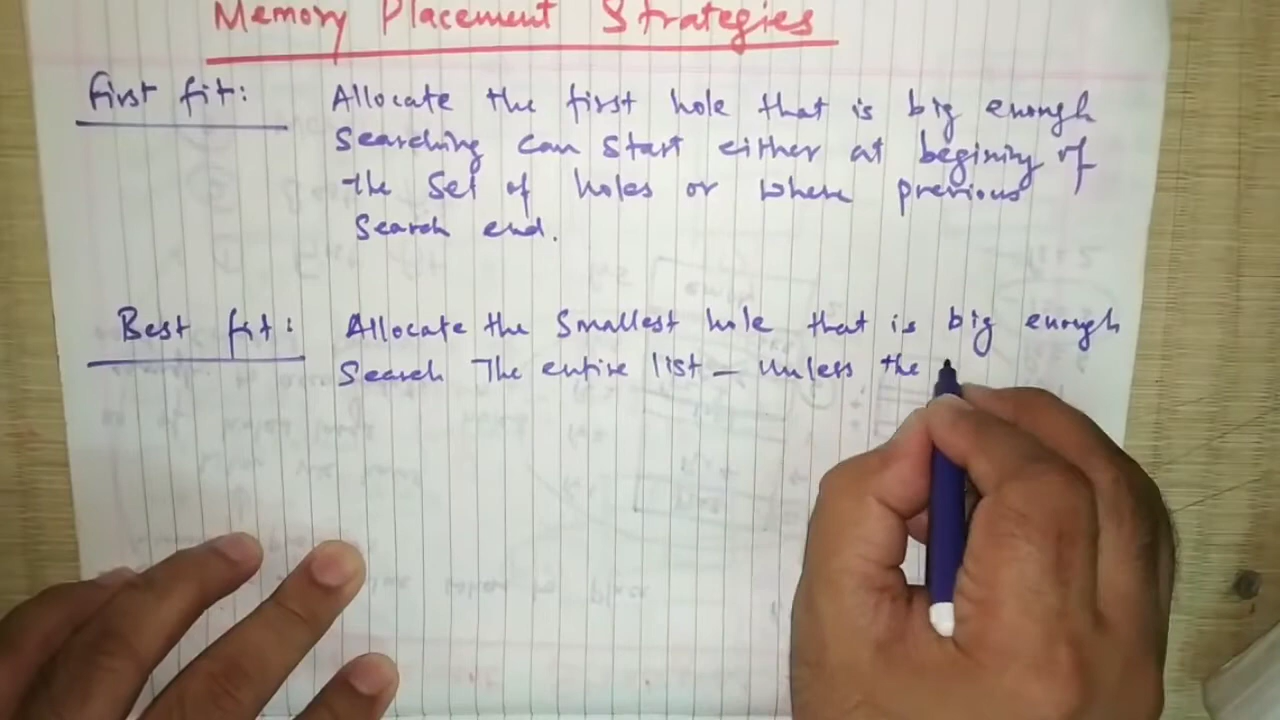 Memory Placement Strategies
First fit: Allocate the first hole that is big enough
Searching can start either at begining of
the set of holes or where previous
Search end.
Best fit: Allocate the smallest hole that is big enough
Search The entire list - unless the